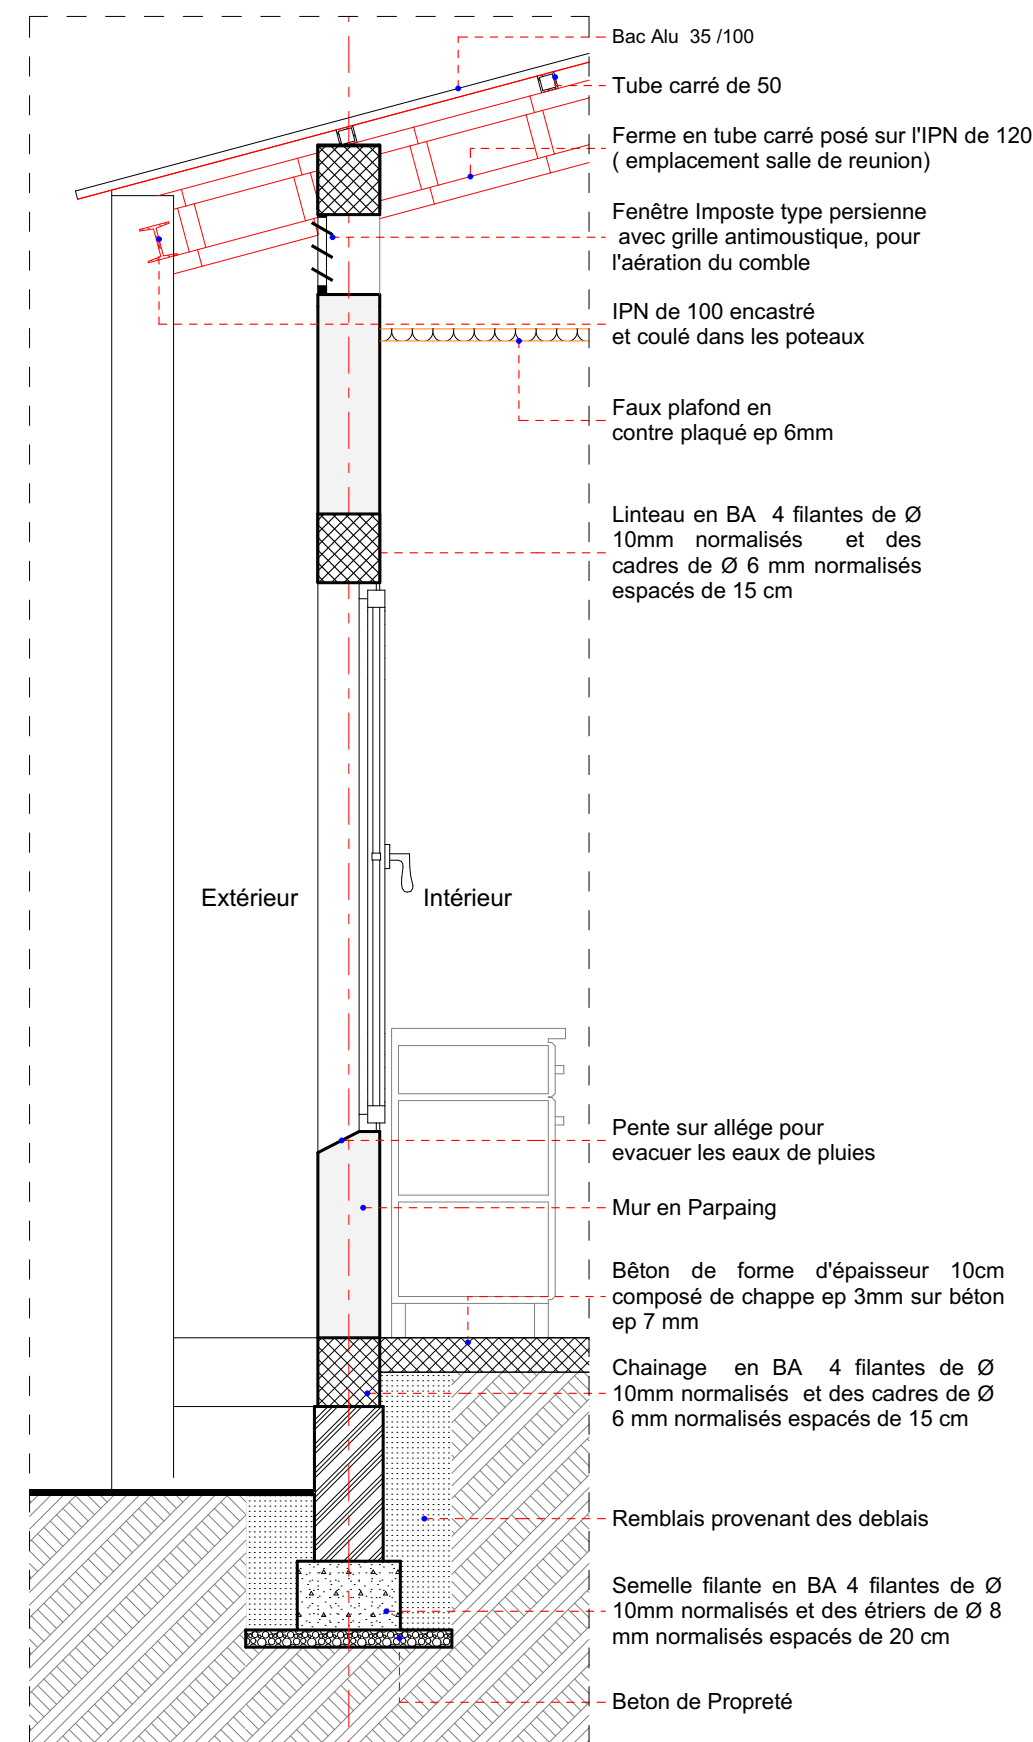 Bac Alu 35 /100
Tube carré de 50
Ferme en tube carré posé sur l'IPN de 120
( emplacement salle de reunion)
Fenêtre Imposte type persienne
avec grille antimoustique, pour
l'aération du comble
IPN de 100 encastré
et coulé dans les poteaux
Faux plafond en
contre plaqué ep 6mm
Linteau en BA 4 filantes de Ø
10mm normalisés et des
cadres de Ø 6 mm normalisés
espacés de 15 cm
Extérieur
Intérieur
Pente sur allége pour
evacuer les eaux de pluies
Mur en Parpaing
Bêton de forme d'épaisseur 10cm
composé de chappe ep 3mm sur béton
ep 7 mm
Chainage en BA 4 filantes de Ø
10mm normalisés et des cadres de Ø
6 mm normalisés espacés de 15 cm
Remblais provenant des deblais
Semelle filante en BA 4 filantes de Ø
10mm normalisés et des étriers de Ø 8
mm normalisés espacés de 20 cm
Beton de Propreté